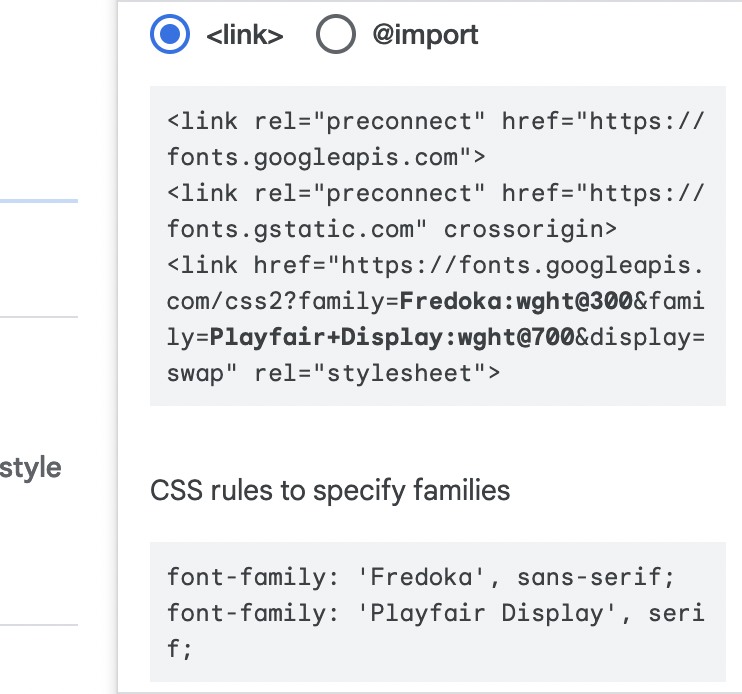 <link> @import
<link rel="preconnect" href="https://
fonts.googleapis.com">
<link rel="preconnect" href="https://
fonts.gstatic.com" crossorigin>
<link href="https://fonts.googleapis.
com/css2?family=Fredoka:wght@300&fami
ly=Playfair+Display:wght@700&display=
swap" rel="stylesheet">
style
CSS rules to specify families
font-family: 'Fredoka', sans-serif;
font-family: 'Playfair Display', seri
f;